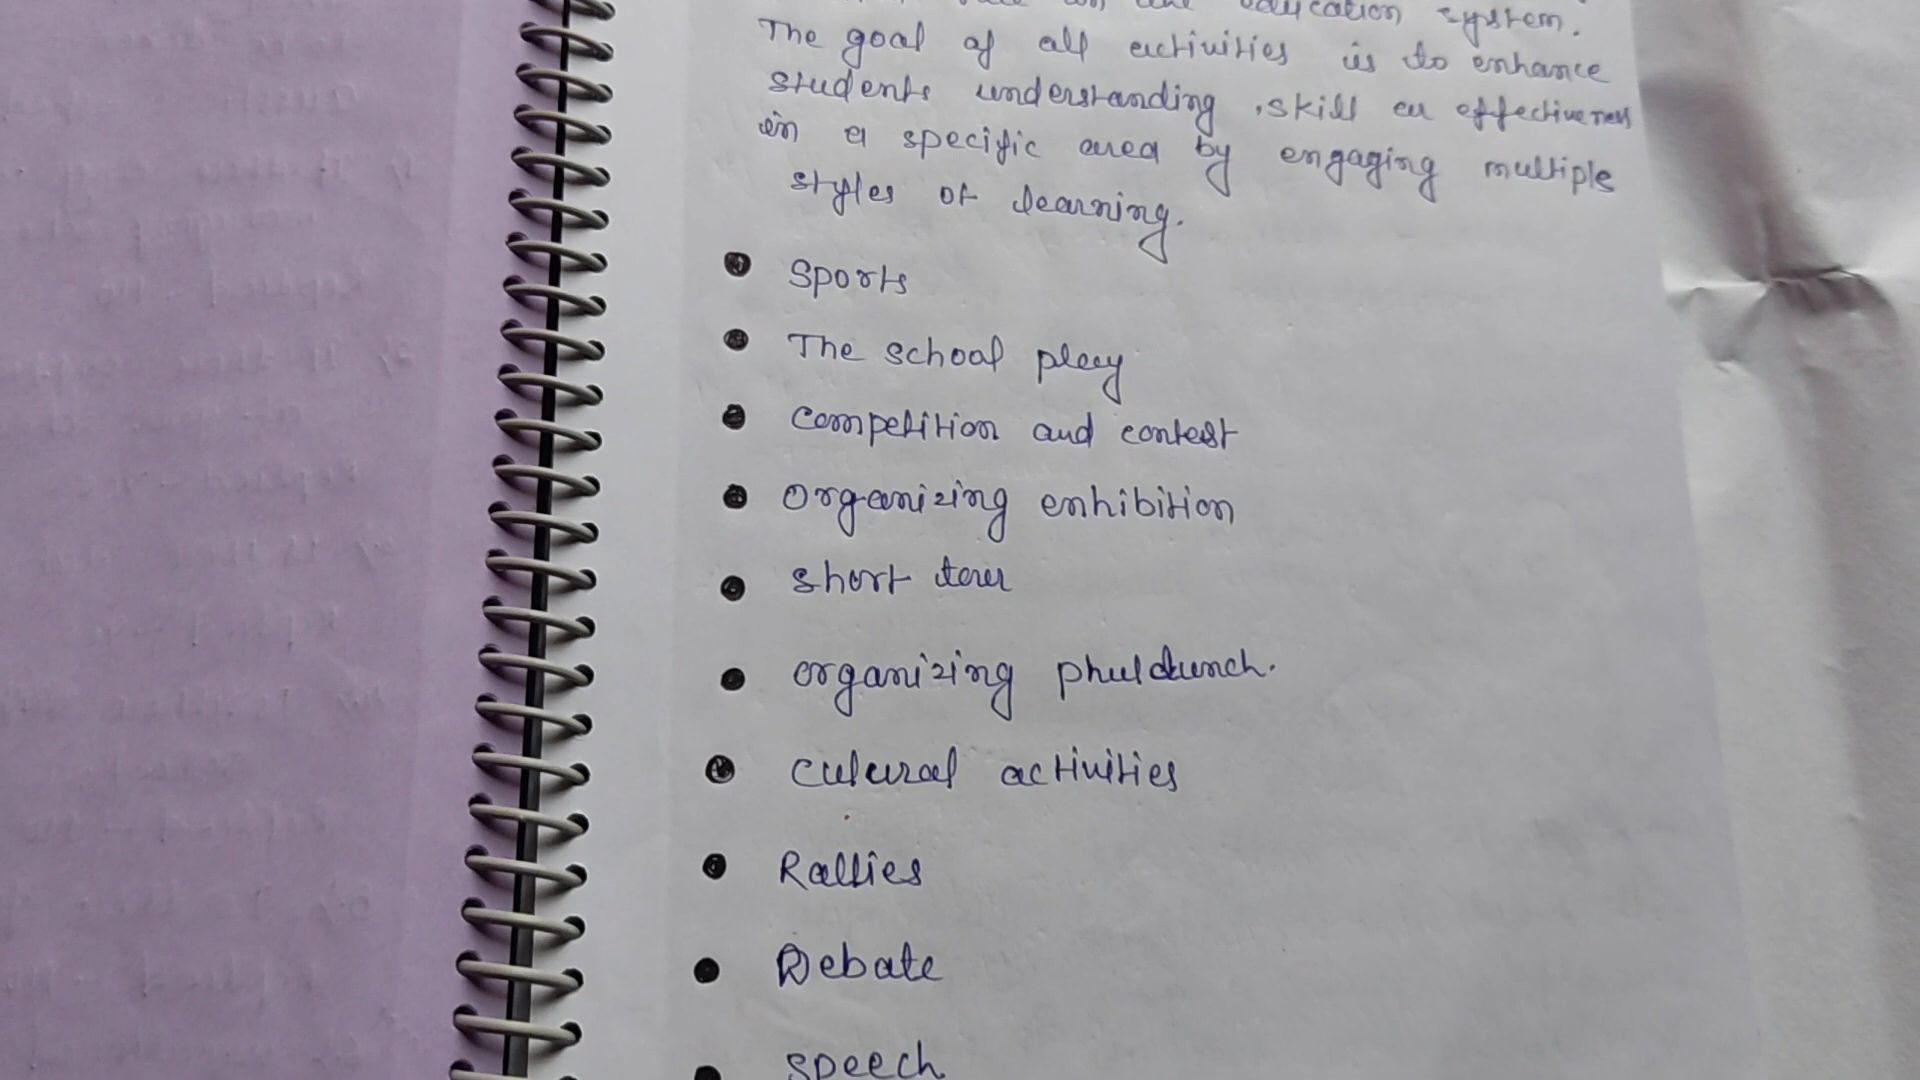 education system.
The goal of all activities is to enhance
students understanding, skill or effectiveness
in a specific area by engaging multiple
styles of learning.
• Sports
• The school play
• Competition and contest
• Organizing enhibition
• Short tour
• Organizing
• Culural activities
• Rallies
• Debate
• Speech